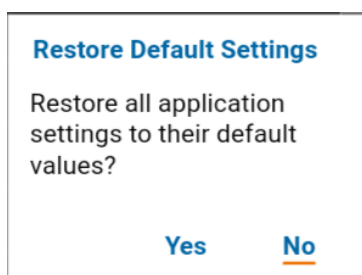 Restore Default Settings
Restore all application
settings to their default
values?
Yes No